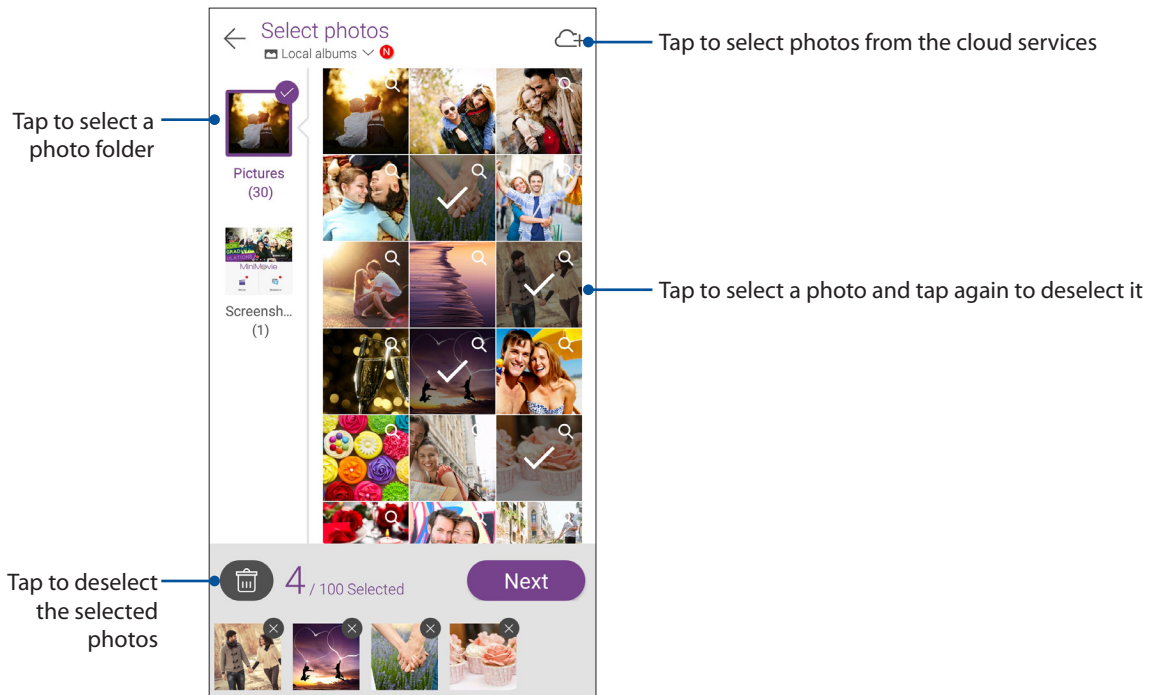 Select photos
Local albums
N
Tap to select photos from the cloud services
Tap to select a
photo folder
Pictures
(30)
MiniMovie
Screensh...
(1)
Tap to select a photo and tap again to deselect it
Tap to deselect
the selected
photos
4 / 100 Selected
Next